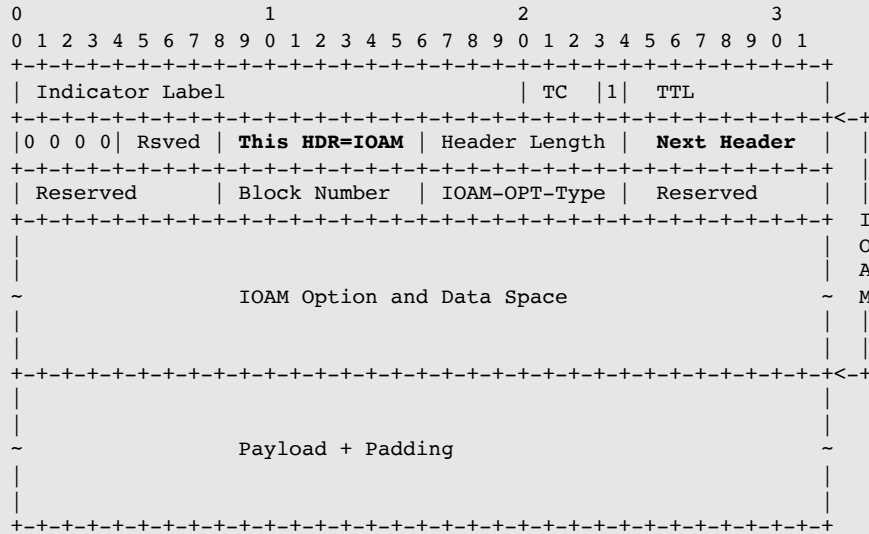 0                   1                   2                   3
0 1 2 3 4 5 6 7 8 9 0 1 2 3 4 5 6 7 8 9 0 1 2 3 4 5 6 7 8 9 0 1
+-+-+-+-+-+-+-+-+-+-+-+-+-+-+-+-+-+-+-+-+-+-+-+-+-+-+-+-+-+-+-+-+
| Indicator Label                       | TC  |1|  TTL          |
+-+-+-+-+-+-+-+-+-+-+-+-+-+-+-+-+-+-+-+-+-+-+-+-+-+-+-+-+-+-+-+-+<-+
|0 0 0 0| Rsved | This HDR=IOAM | Header Length |  Next Header  |  |
+-+-+-+-+-+-+-+-+-+-+-+-+-+-+-+-+-+-+-+-+-+-+-+-+-+-+-+-+-+-+-+-+  |
| Reserved      | Block Number  | IOAM-OPT-Type |  Reserved     |  |
+-+-+-+-+-+-+-+-+-+-+-+-+-+-+-+-+-+-+-+-+-+-+-+-+-+-+-+-+-+-+-+-+  I
|                                                               |  O
|                                                               |  A
~                 IOAM Option and Data Space                    ~  M
|                                                               |  |
|                                                               |  |
+-+-+-+-+-+-+-+-+-+-+-+-+-+-+-+-+-+-+-+-+-+-+-+-+-+-+-+-+-+-+-+-+<-+
|                                                               |
|                                                               |
~                 Payload + Padding                             ~
|                                                               |
|                                                               |
+-+-+-+-+-+-+-+-+-+-+-+-+-+-+-+-+-+-+-+-+-+-+-+-+-+-+-+-+-+-+-+-+